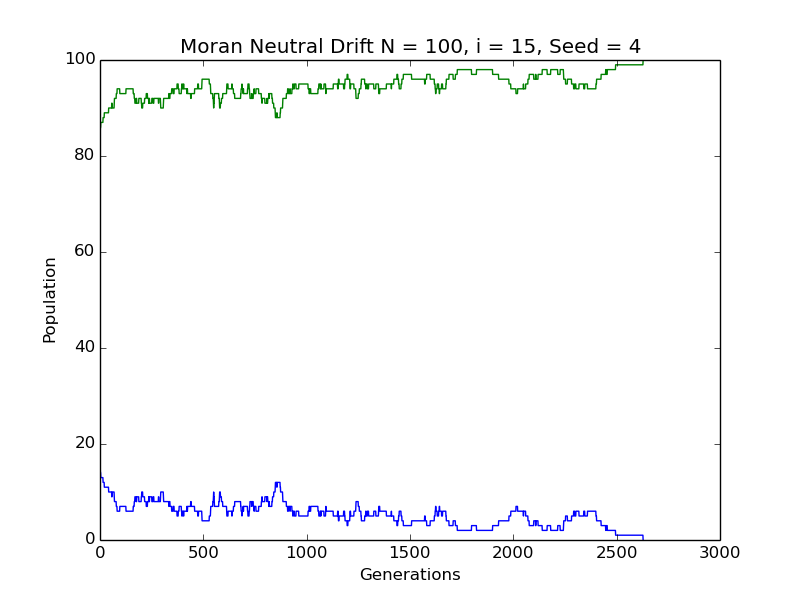 Moran Neutral Drift N = 100, i = 15, Seed = 4
100
80
60
40
20
0
Population
0 500 1000 1500 2000 2500 3000
Generations